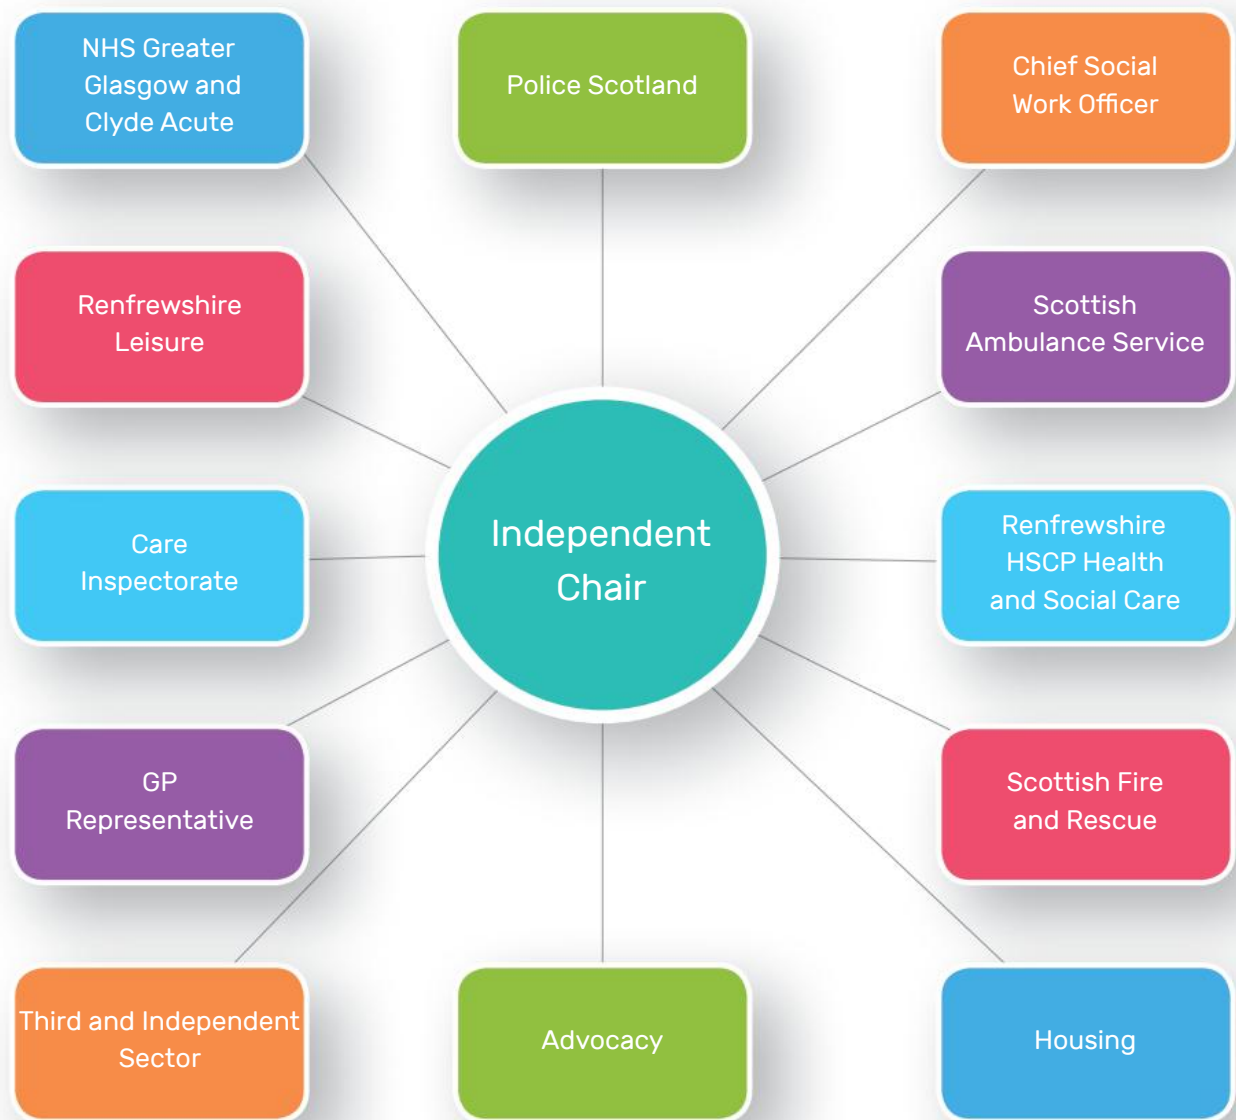 NHS Greater
Glasgow and
Clyde Acute
Police Scotland
Chief Social
Work Officer
Renfrewshire
Leisure
Scottish
Ambulance Service
Care
Inspectorate
Independent
Chair
Renfrewshire
HSCP Health
and Social Care
GP
Representative
Scottish Fire
and Rescue
Third and Independent
Sector
Advocacy
Housing